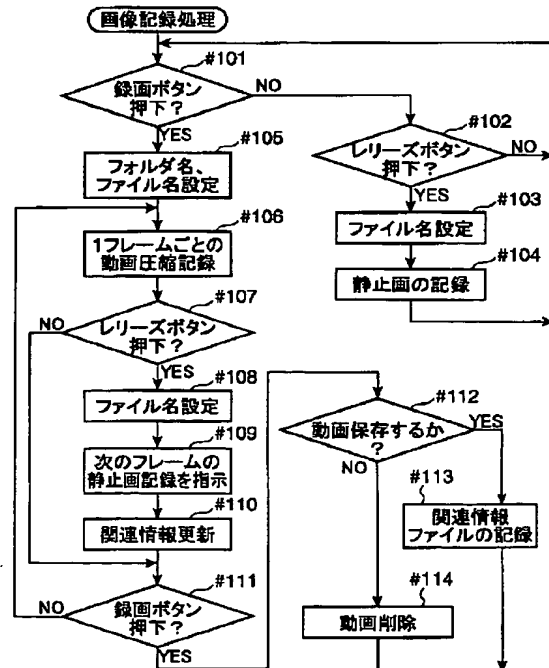 画像記録処理
#101
録画ボタン
押下？
NO
YES
#102
レリーズボタン
押下？
NO
YES
#103
ファイル名設定
#104
静止画の記録
#105
フォルダ名、
ファイル名設定
#106
1フレームごとの
動画圧縮記録
#107
レリーズボタン
押下？
NO
YES
#108
ファイル名設定
#109
次のフレームの
静止画記録を指示
#110
関連情報更新
#111
録画ボタン
押下？
NO
YES
#112
動画保存するか
？
YES
NO
#113
関連情報
ファイルの記録
#114
動画削除